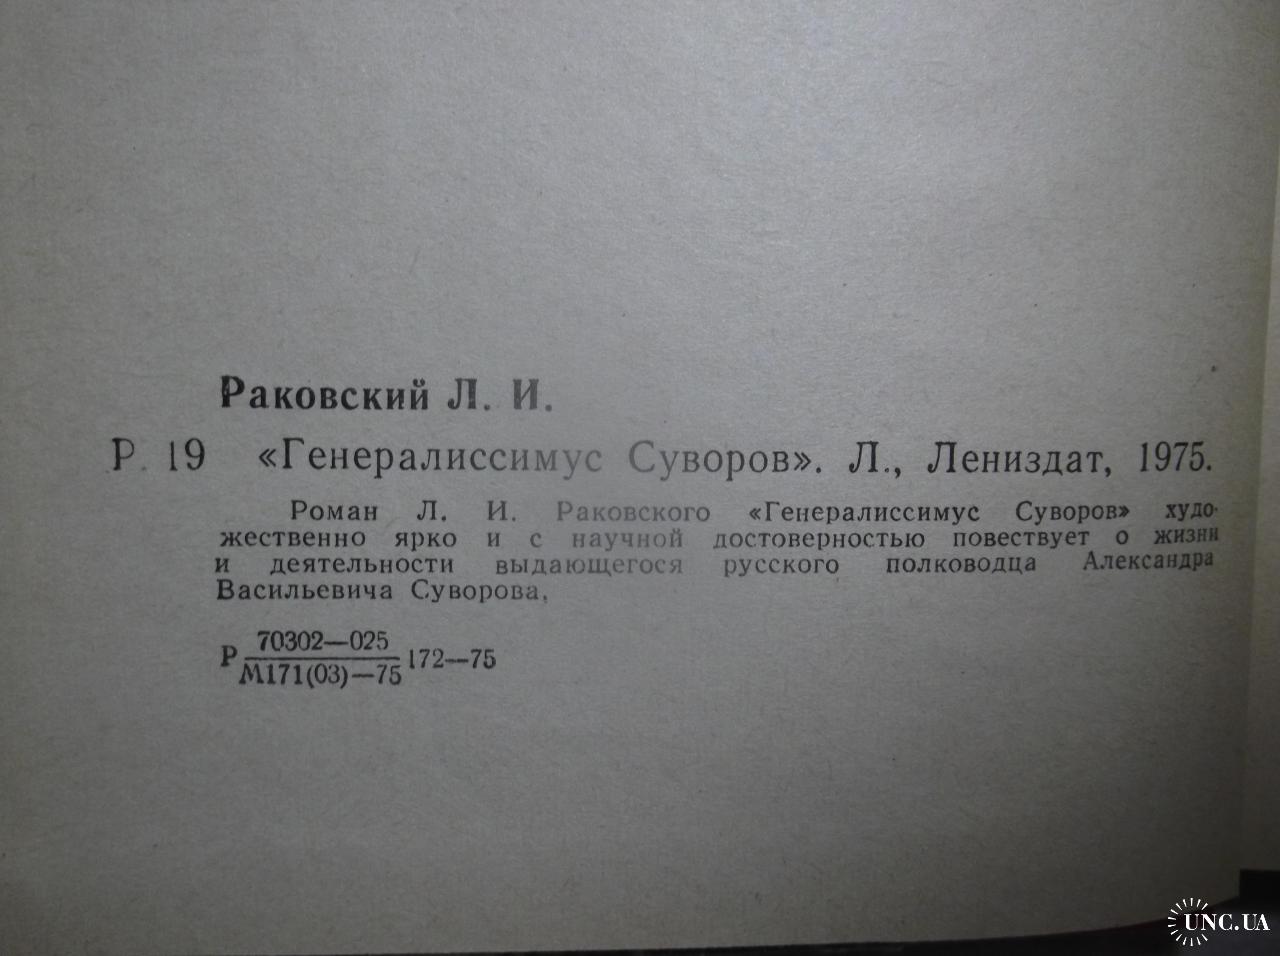 Раковский Л. И.
Р. 19 «Генералиссимус Суворов». Л., Лениздат, 1975.
Роман Л. И. Раковского «Генералиссимус Суворов» худо-
жественно ярко и с научной достоверностью повествует о жизни
и деятельности выдающегося русского полководца Александра
Васильевича Суворова.
70302—025
Р 172—75
М171(03)—75
UNC.UA